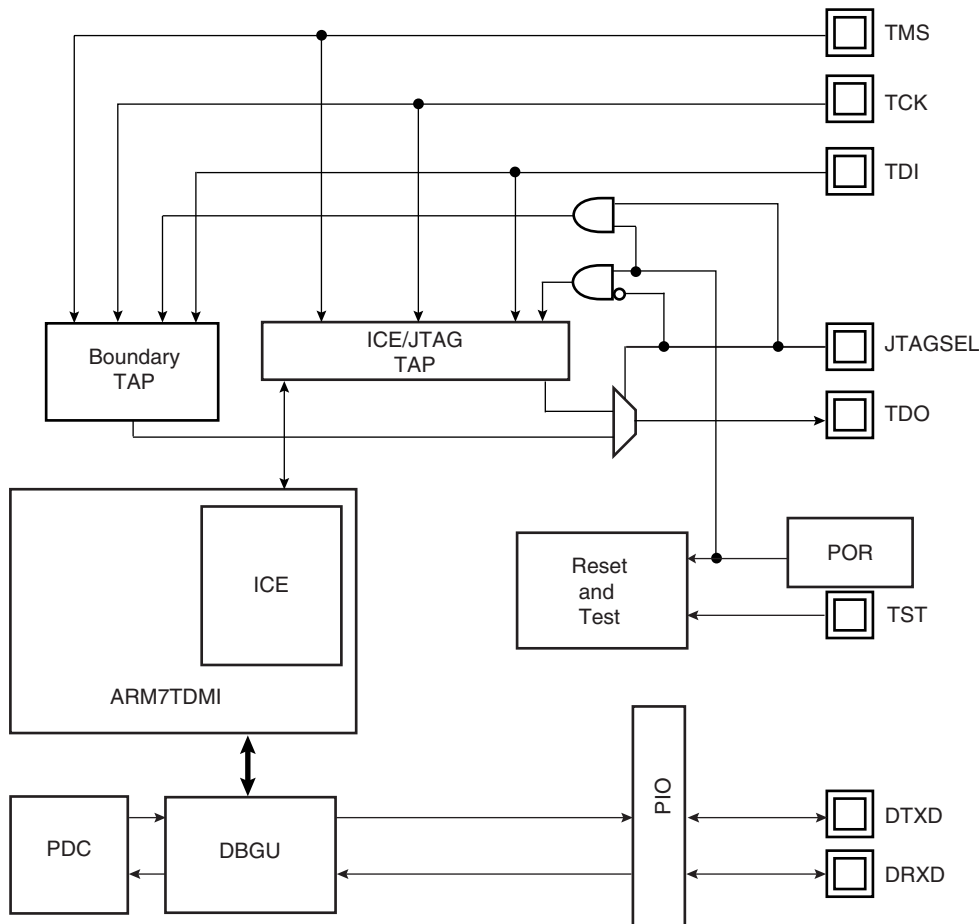 TMS
TCK
TDI
Boundary
TAP
ICE/JTAG
TAP
JTAGSEL
TDO
POR
Reset
and
Test
TST
ICE
ARM7TDMI
PIO
PDC
DBGU
DTXD
DRXD